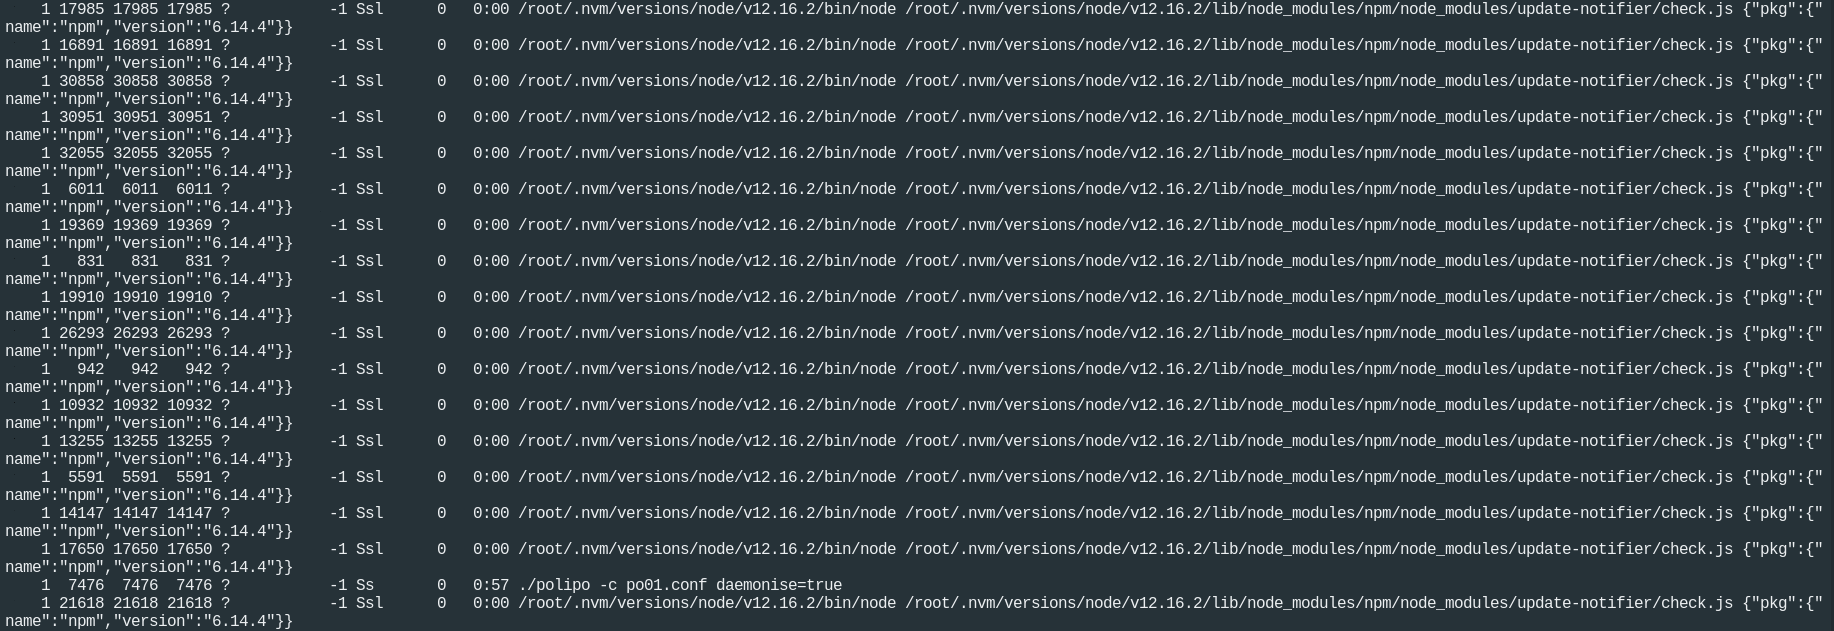 1 17985 17985 17985 ? -1 Ssl 0 0:00 /root/.nvm/versions/node/v12.16.2/bin/node /root/.nvm/versions/node/v12.16.2/lib/node_modules/npm/node_modules/update-notifier/check.js {"pkg":{"
name":"npm","version":"6.14.4"}}
1 16891 16891 16891 ? -1 Ssl 0 0:00 /root/.nvm/versions/node/v12.16.2/bin/node /root/.nvm/versions/node/v12.16.2/lib/node_modules/npm/node_modules/update-notifier/check.js {"pkg":{"
name":"npm","version":"6.14.4"}}
1 30858 30858 30858 ? -1 Ssl 0 0:00 /root/.nvm/versions/node/v12.16.2/bin/node /root/.nvm/versions/node/v12.16.2/lib/node_modules/npm/node_modules/update-notifier/check.js {"pkg":{"
name":"npm","version":"6.14.4"}}
1 30951 30951 30951 ? -1 Ssl 0 0:00 /root/.nvm/versions/node/v12.16.2/bin/node /root/.nvm/versions/node/v12.16.2/lib/node_modules/npm/node_modules/update-notifier/check.js {"pkg":{"
name":"npm","version":"6.14.4"}}
1 32055 32055 32055 ? -1 Ssl 0 0:00 /root/.nvm/versions/node/v12.16.2/bin/node /root/.nvm/versions/node/v12.16.2/lib/node_modules/npm/node_modules/update-notifier/check.js {"pkg":{"
name":"npm","version":"6.14.4"}}
1 6011 6011 6011 ? -1 Ssl 0 0:00 /root/.nvm/versions/node/v12.16.2/bin/node /root/.nvm/versions/node/v12.16.2/lib/node_modules/npm/node_modules/update-notifier/check.js {"pkg":{"
name":"npm","version":"6.14.4"}}
1 19369 19369 19369 ? -1 Ssl 0 0:00 /root/.nvm/versions/node/v12.16.2/bin/node /root/.nvm/versions/node/v12.16.2/lib/node_modules/npm/node_modules/update-notifier/check.js {"pkg":{"
name":"npm","version":"6.14.4"}}
1 831 831 831 ? -1 Ssl 0 0:00 /root/.nvm/versions/node/v12.16.2/bin/node /root/.nvm/versions/node/v12.16.2/lib/node_modules/npm/node_modules/update-notifier/check.js {"pkg":{"
name":"npm","version":"6.14.4"}}
1 19910 19910 19910 ? -1 Ssl 0 0:00 /root/.nvm/versions/node/v12.16.2/bin/node /root/.nvm/versions/node/v12.16.2/lib/node_modules/npm/node_modules/update-notifier/check.js {"pkg":{"
name":"npm","version":"6.14.4"}}
1 26293 26293 26293 ? -1 Ssl 0 0:00 /root/.nvm/versions/node/v12.16.2/bin/node /root/.nvm/versions/node/v12.16.2/lib/node_modules/npm/node_modules/update-notifier/check.js {"pkg":{"
name":"npm","version":"6.14.4"}}
1 942 942 942 ? -1 Ssl 0 0:00 /root/.nvm/versions/node/v12.16.2/bin/node /root/.nvm/versions/node/v12.16.2/lib/node_modules/npm/node_modules/update-notifier/check.js {"pkg":{"
name":"npm","version":"6.14.4"}}
1 10932 10932 10932 ? -1 Ssl 0 0:00 /root/.nvm/versions/node/v12.16.2/bin/node /root/.nvm/versions/node/v12.16.2/lib/node_modules/npm/node_modules/update-notifier/check.js {"pkg":{"
name":"npm","version":"6.14.4"}}
1 13255 13255 13255 ? -1 Ssl 0 0:00 /root/.nvm/versions/node/v12.16.2/bin/node /root/.nvm/versions/node/v12.16.2/lib/node_modules/npm/node_modules/update-notifier/check.js {"pkg":{"
name":"npm","version":"6.14.4"}}
1 5591 5591 5591 ? -1 Ssl 0 0:00 /root/.nvm/versions/node/v12.16.2/bin/node /root/.nvm/versions/node/v12.16.2/lib/node_modules/npm/node_modules/update-notifier/check.js {"pkg":{"
name":"npm","version":"6.14.4"}}
1 14147 14147 14147 ? -1 Ssl 0 0:00 /root/.nvm/versions/node/v12.16.2/bin/node /root/.nvm/versions/node/v12.16.2/lib/node_modules/npm/node_modules/update-notifier/check.js {"pkg":{"
name":"npm","version":"6.14.4"}}
1 17650 17650 17650 ? -1 Ssl 0 0:00 /root/.nvm/versions/node/v12.16.2/bin/node /root/.nvm/versions/node/v12.16.2/lib/node_modules/npm/node_modules/update-notifier/check.js {"pkg":{"
name":"npm","version":"6.14.4"}}
1 7476 7476 7476 ? -1 Ss 0 0:57 ./polipo -c po01.conf daemonise=true
1 21618 21618 21618 ? -1 Ssl 0 0:00 /root/.nvm/versions/node/v12.16.2/bin/node /root/.nvm/versions/node/v12.16.2/lib/node_modules/npm/node_modules/update-notifier/check.js {"pkg":{"
name":"npm","version":"6.14.4"}}